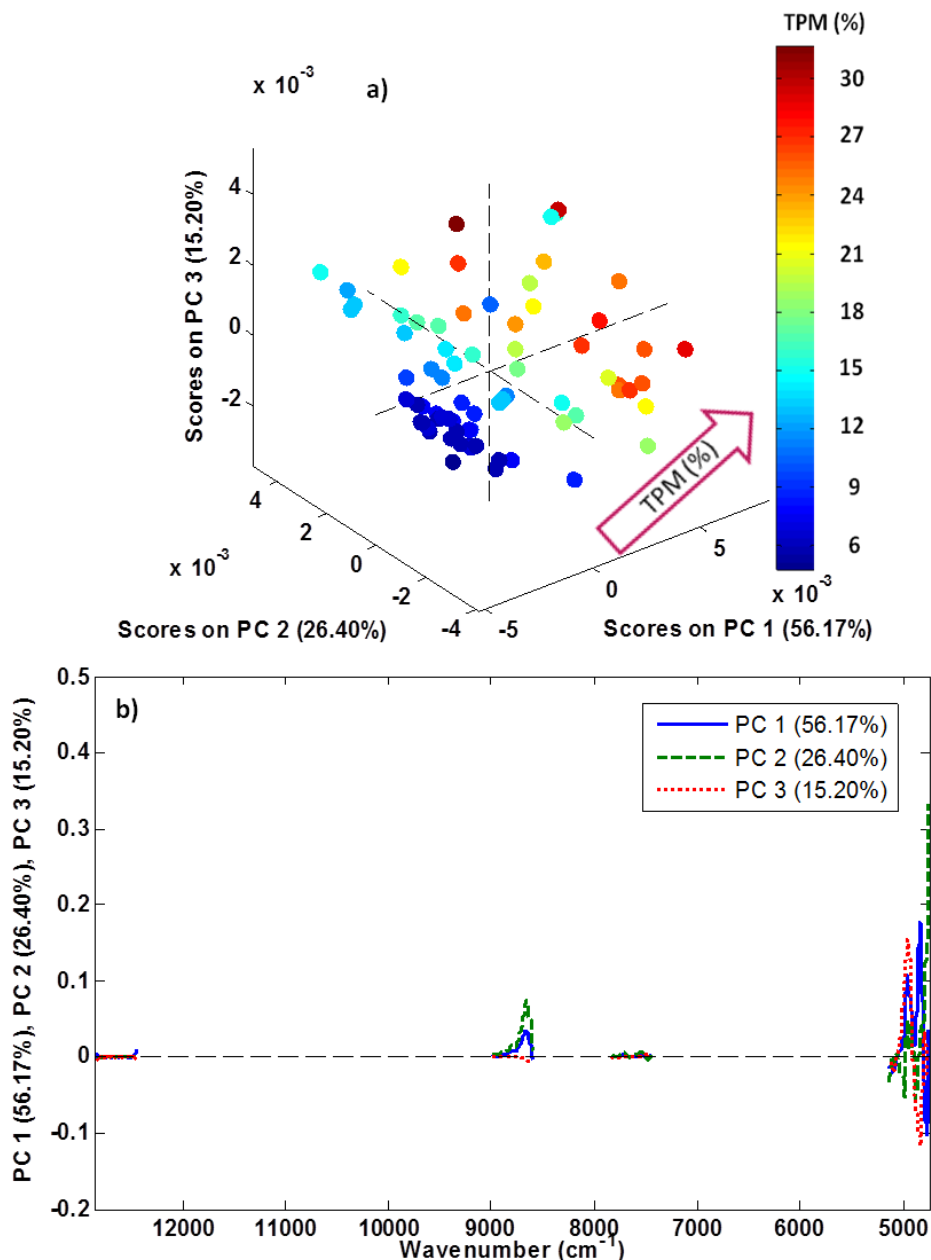 TPM (%)
x 10⁻³
a)
30
27
24
21
18
15
12
9
6
Scores on PC 3 (15.20%)
4
2
0
-2
4
2
0
-2
-4
x 10⁻³
Scores on PC 2 (26.40%)
-5
0
5
x 10⁻³
Scores on PC 1 (56.17%)
TPM (%)
b)
PC 1 (56.17%), PC 2 (26.40%), PC 3 (15.20%)
0.5
0.4
0.3
0.2
0.1
0
-0.1
-0.2
PC 1 (56.17%)
PC 2 (26.40%)
PC 3 (15.20%)
12000 11000 10000 9000 8000 7000 6000 5000
Wavenumber (cm⁻¹)